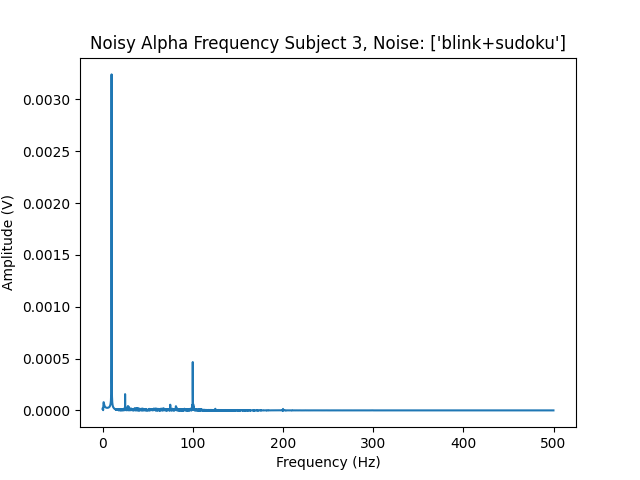 Noisy Alpha Frequency Subject 3, Noise: ['blink+sudoku']
Amplitude (V)
0.0030
0.0025
0.0020
0.0015
0.0010
0.0005
0.0000
0 100 200 300 400 500
Frequency (Hz)